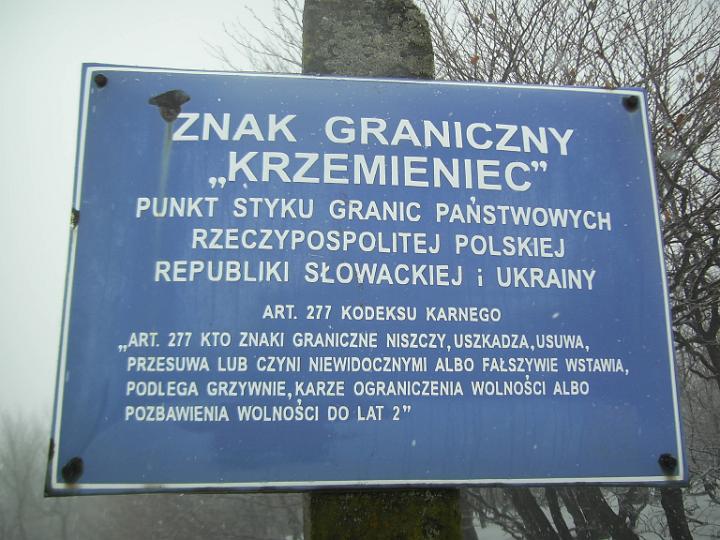 ZNAK GRANICZNY
„KRZEMIENIEC”
PUNKT STYKU GRANIC PAŃSTWOWYCH
RZECZYPOSPOLITEJ POLSKIEJ
REPUBLIKI SŁOWACKIEJ i UKRAINY
ART. 277 KODEKSU KARNEGO
„ART. 277 KTO ZNAKI GRANICZNE NISZCZY, USZKADZA, USUWA,
PRZESUWA LUB CZYNI NIEWIDOCZNYMI ALBO FAŁSZYWIE WSTAWIA,
PODLEGA GRZYWNIE, KARZE OGRANICZENIA WOLNOŚCI ALBO
POZBAWIENIA WOLNOŚCI DO LAT 2”